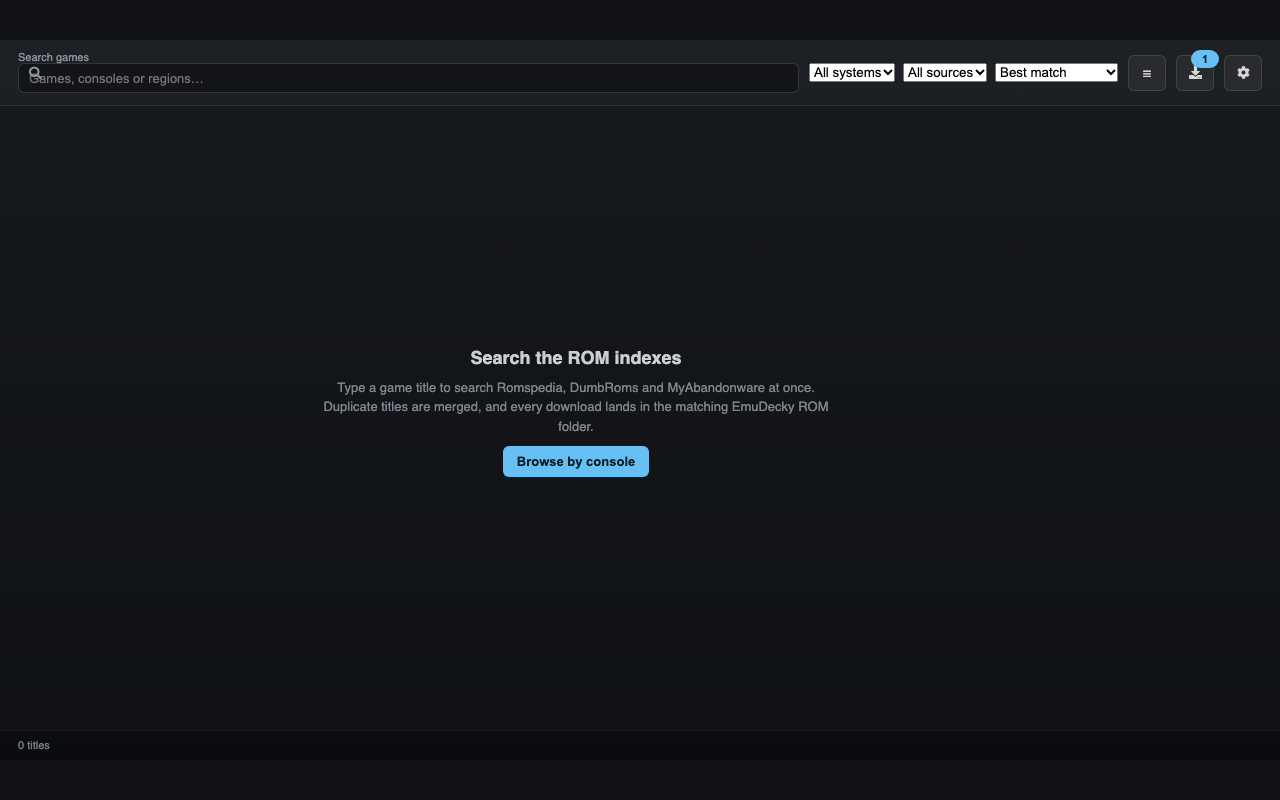 Search games
Games, consoles or regions…
All systems
All sources
Best match
1
Search the ROM indexes
Type a game title to search Romspedia, DumbRoms and MyAbandonware at once.
Duplicate titles are merged, and every download lands in the matching EmuDecky ROM
folder.
Browse by console
0 titles